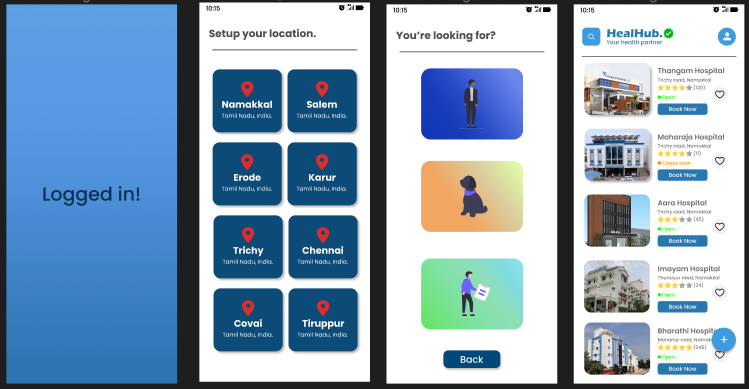 Logged in!
10:15
Setup your location.
Namakkal
Tamil Nadu, India.
Salem
Tamil Nadu, India.
Erode
Tamil Nadu, India.
Karur
Tamil Nadu, India.
Trichy
Tamil Nadu, India.
Chennai
Tamil Nadu, India.
Covai
Tamil Nadu, India.
Tiruppur
Tamil Nadu, India.
10:15
You're looking for?
Back
10:15
HealHub.
Your health partner
Thangam Hospital
Trichy road, Namakkal
(120)
Open
Book Now
Maharaja Hospital
Trichy road, Namakkal
(11)
Closes soon
Book Now
Aara Hospital
Trichy road, Namakkal
(45)
Open
Book Now
Imayam Hospital
Thuraiyur road, Namakkal
(34)
Open
Book Now
Bharathi Hospital
Mohanur road, Namakkal
(245)
Open
Book Now